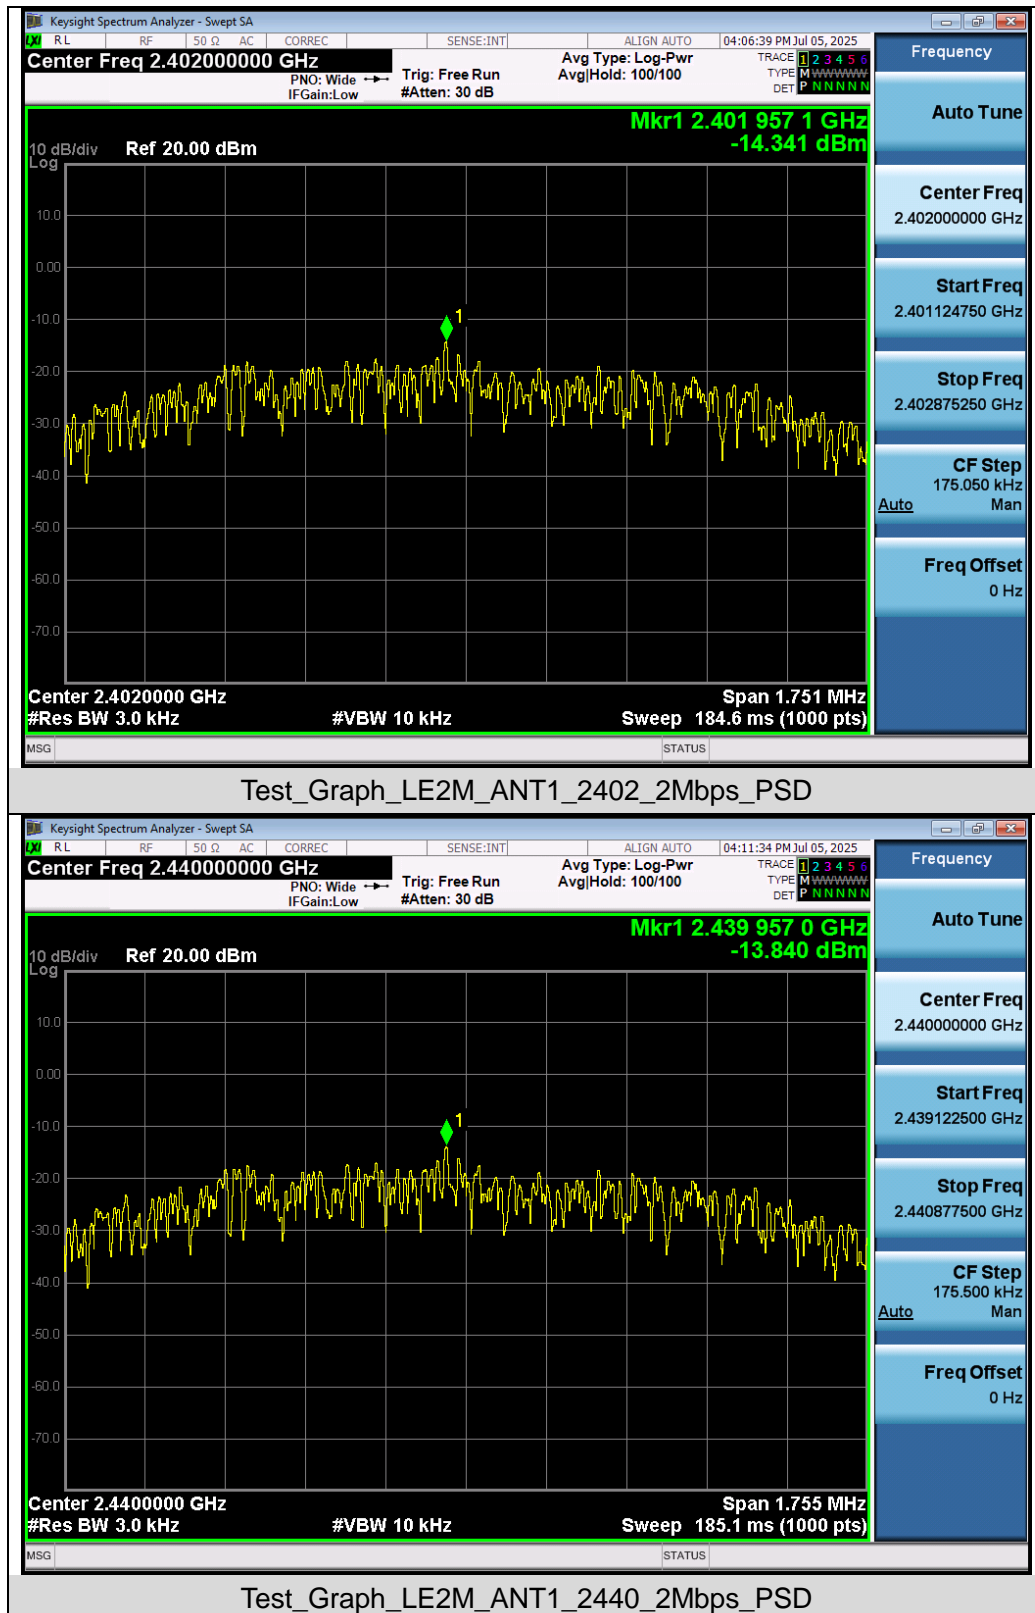 Keysight Spectrum Analyzer - Swept SA
LXI RL RF 50 Ω AC CORREC SENSE:INT ALIGN AUTO 04:06:39 PM Jul 05, 2025
Center Freq 2.402000000 GHz
PNO: Wide
IFGain:Low
Trig: Free Run
#Atten: 30 dB
Avg Type: Log-Pwr
Avg|Hold: 100/100
TRACE 1 2 3 4 5 6
TYPE M WWWWW
DET P N N N N N
Mkr1 2.401 957 1 GHz
-14.341 dBm
10 dB/div Ref 20.00 dBm
Log
10.0
0.00
-10.0
1
-20.0
-30.0
-40.0
-50.0
-60.0
-70.0
Center 2.4020000 GHz Span 1.751 MHz
#Res BW 3.0 kHz #VBW 10 kHz Sweep 184.6 ms (1000 pts)
MSG STATUS
Frequency
Auto Tune
Center Freq
2.402000000 GHz
Start Freq
2.401124750 GHz
Stop Freq
2.402875250 GHz
CF Step
175.050 kHz
Auto Man
Freq Offset
0 Hz
Test_Graph_LE2M_ANT1_2402_2Mbps_PSD
Keysight Spectrum Analyzer - Swept SA
LXI RL RF 50 Ω AC CORREC SENSE:INT ALIGN AUTO 04:11:34 PM Jul 05, 2025
Center Freq 2.440000000 GHz
PNO: Wide
IFGain:Low
Trig: Free Run
#Atten: 30 dB
Avg Type: Log-Pwr
Avg|Hold: 100/100
TRACE 1 2 3 4 5 6
TYPE M WWWWW
DET P N N N N N
Mkr1 2.439 957 0 GHz
-13.840 dBm
10 dB/div Ref 20.00 dBm
Log
10.0
0.00
-10.0
1
-20.0
-30.0
-40.0
-50.0
-60.0
-70.0
Center 2.4400000 GHz Span 1.755 MHz
#Res BW 3.0 kHz #VBW 10 kHz Sweep 185.1 ms (1000 pts)
MSG STATUS
Frequency
Auto Tune
Center Freq
2.440000000 GHz
Start Freq
2.439122500 GHz
Stop Freq
2.440877500 GHz
CF Step
175.500 kHz
Auto Man
Freq Offset
0 Hz
Test_Graph_LE2M_ANT1_2440_2Mbps_PSD